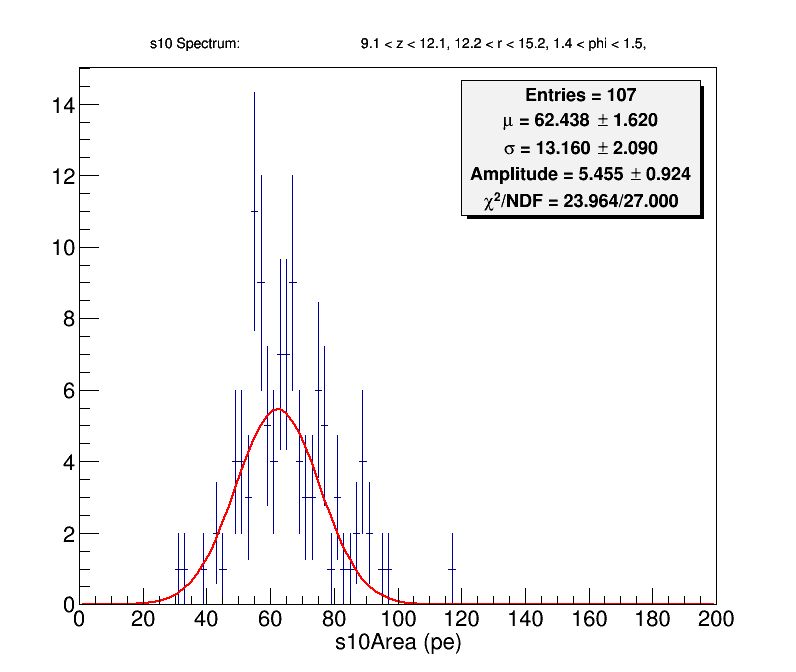 s10 Spectrum: 9.1 < z < 12.1, 12.2 < r < 15.2, 1.4 < phi < 1.5,
Entries = 107
μ = 62.438 ± 1.620
σ = 13.160 ± 2.090
Amplitude = 5.455 ± 0.924
χ²/NDF = 23.964/27.000
14
12
10
8
6
4
2
0
0 20 40 60 80 100 120 140 160 180 200
s10Area (pe)